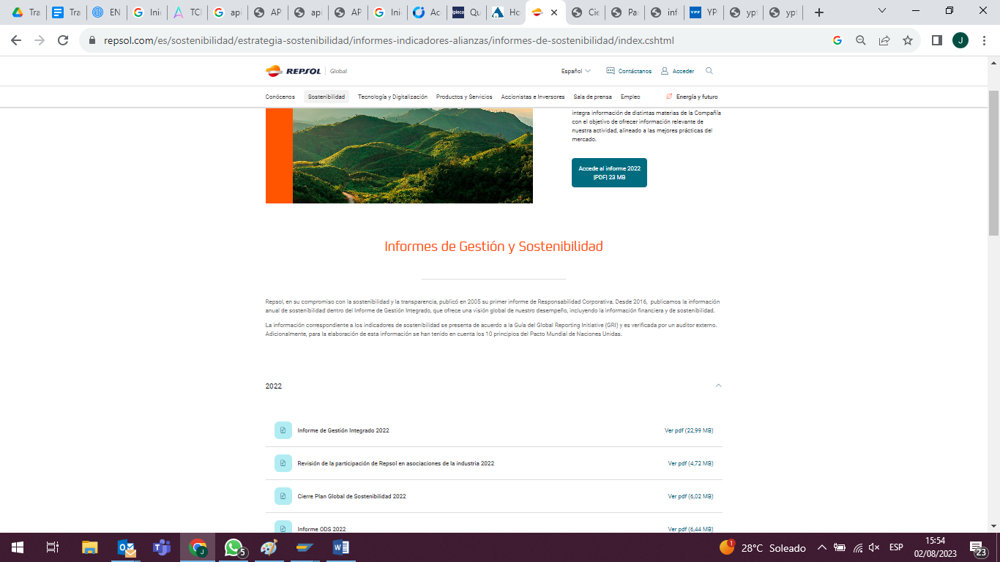 Tra
Tra
EN
Inic
TCI
api
AP
api
AP
Ini
Ac
ipieca
Qu
Ho
Cie
Pa
inf
YPF
YP
ypf
ypf
repsol.com/es/sostenibilidad/estrategia-sostenibilidad/informes-indicadores-alianzas/informes-de-sostenibilidad/index.cshtml
J
REPSOL
Global
Español
Contáctanos
Acceder
Conócenos
Sostenibilidad
Tecnología y Digitalización
Productos y Servicios
Accionistas e Inversores
Sala de prensa
Empleo
Energía y futuro
integra información de distintas materias de la Compañía
con el objetivo de ofrecer información relevante de
nuestra actividad, alineado a las mejores prácticas del
mercado.
Accede al informe 2022
|PDF| 23 MB
Informes de Gestión y Sostenibilidad
Repsol, en su compromiso con la sostenibilidad y la transparencia, publicó en 2005 su primer informe de Responsabilidad Corporativa. Desde 2016, publicamos la información
anual de sostenibilidad dentro del Informe de Gestión Integrado, que ofrece una visión global de nuestro desempeño, incluyendo la información financiera y de sostenibilidad.
La información correspondiente a los indicadores de sostenibilidad se presenta de acuerdo a la Guía del Global Reporting Initiative (GRI) y es verificada por un auditor externo.
Adicionalmente, para la elaboración de esta información se han tenido en cuenta los 10 principios del Pacto Mundial de Naciones Unidas.
2022
Informe de Gestión Integrado 2022
Ver pdf (22,99 MB)
Revisión de la participación de Repsol en asociaciones de la industria 2022
Ver pdf (4,72 MB)
Cierre Plan Global de Sostenibilidad 2022
Ver pdf (6,02 MB)
Informe ODS 2022
Ver pdf (6,44 MB)
J
5
1
28°C Soleado
ESP
15:54
02/08/2023
23